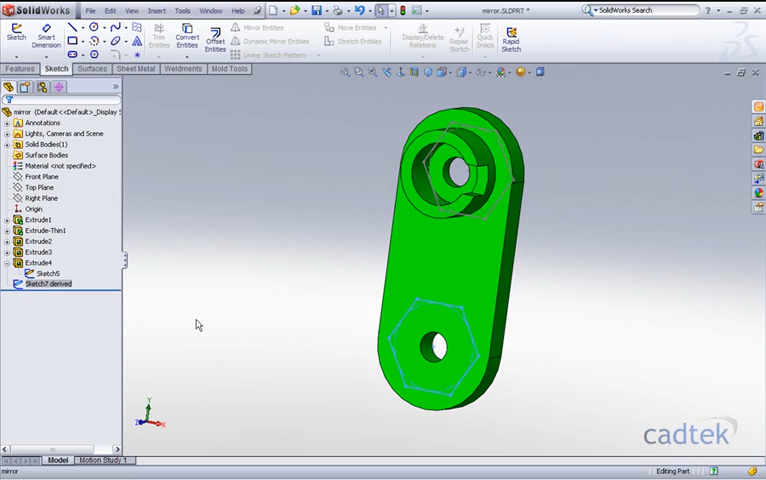 SolidWorks
File Edit View Insert Tools Window Help
mirror.SLDPRT *
SolidWorks Search
Sketch
Smart Dimension
Trim Entities
Convert Entities
Offset Entities
Mirror Entities
Dynamic Mirror Entities
Linear Sketch Pattern
Move Entities
Stretch Entities
Display/Delete Relations
Repair Sketch
Quick Snaps
Rapid Sketch
Features Sketch Surfaces Sheet Metal Weldments Mold Tools
mirror (Default<<Default>_Display S
Annotations
Lights, Cameras and Scene
Solid Bodies(1)
Surface Bodies
Material <not specified>
Front Plane
Top Plane
Right Plane
Origin
Extrude1
Extrude-Thin1
Extrude2
Extrude3
Extrude4
Sketch5
Sketch7 derived
Y
Z X
cadtek
Model Motion Study 1
mirror
Editing Part